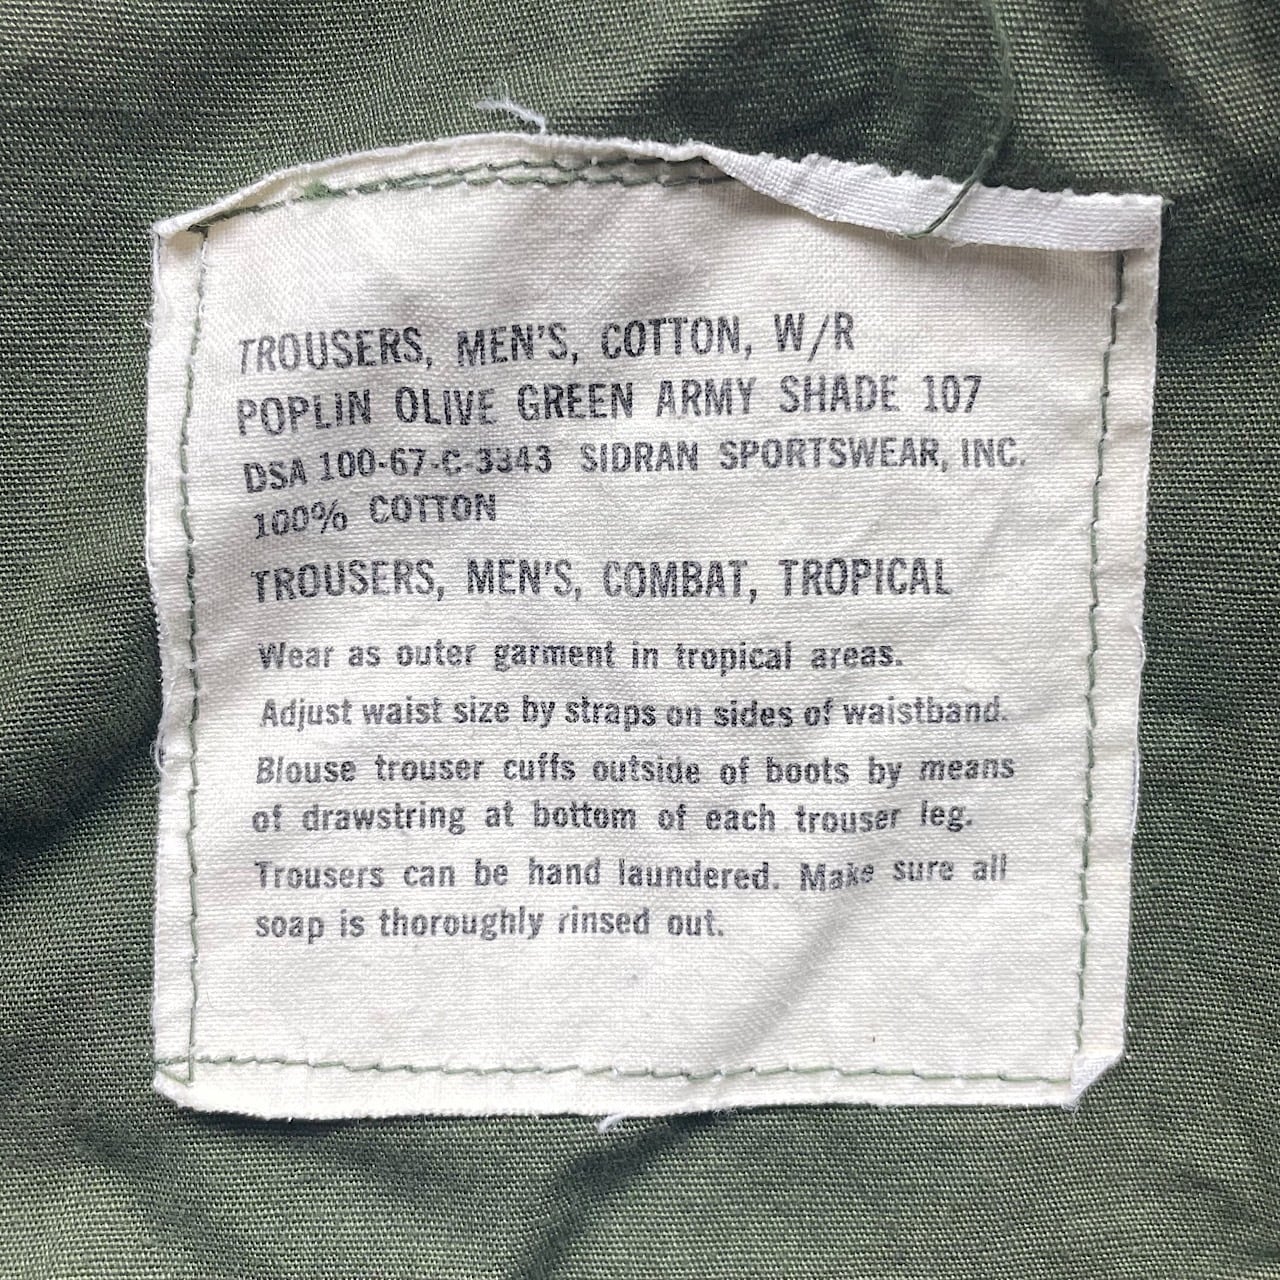 TROUSERS, MEN'S, COTTON, W/R
POPLIN OLIVE GREEN ARMY SHADE 107
DSA 100-67-C-3343 SIDRAN SPORTSWEAR, INC.
100% COTTON
TROUSERS, MEN'S, COMBAT, TROPICAL
Wear as outer garment in tropical areas.
Adjust waist size by straps on sides of waistband.
Blouse trouser cuffs outside of boots by means
of drawstring at bottom of each trouser leg.
Trousers can be hand laundered. Make sure all
soap is thoroughly rinsed out.